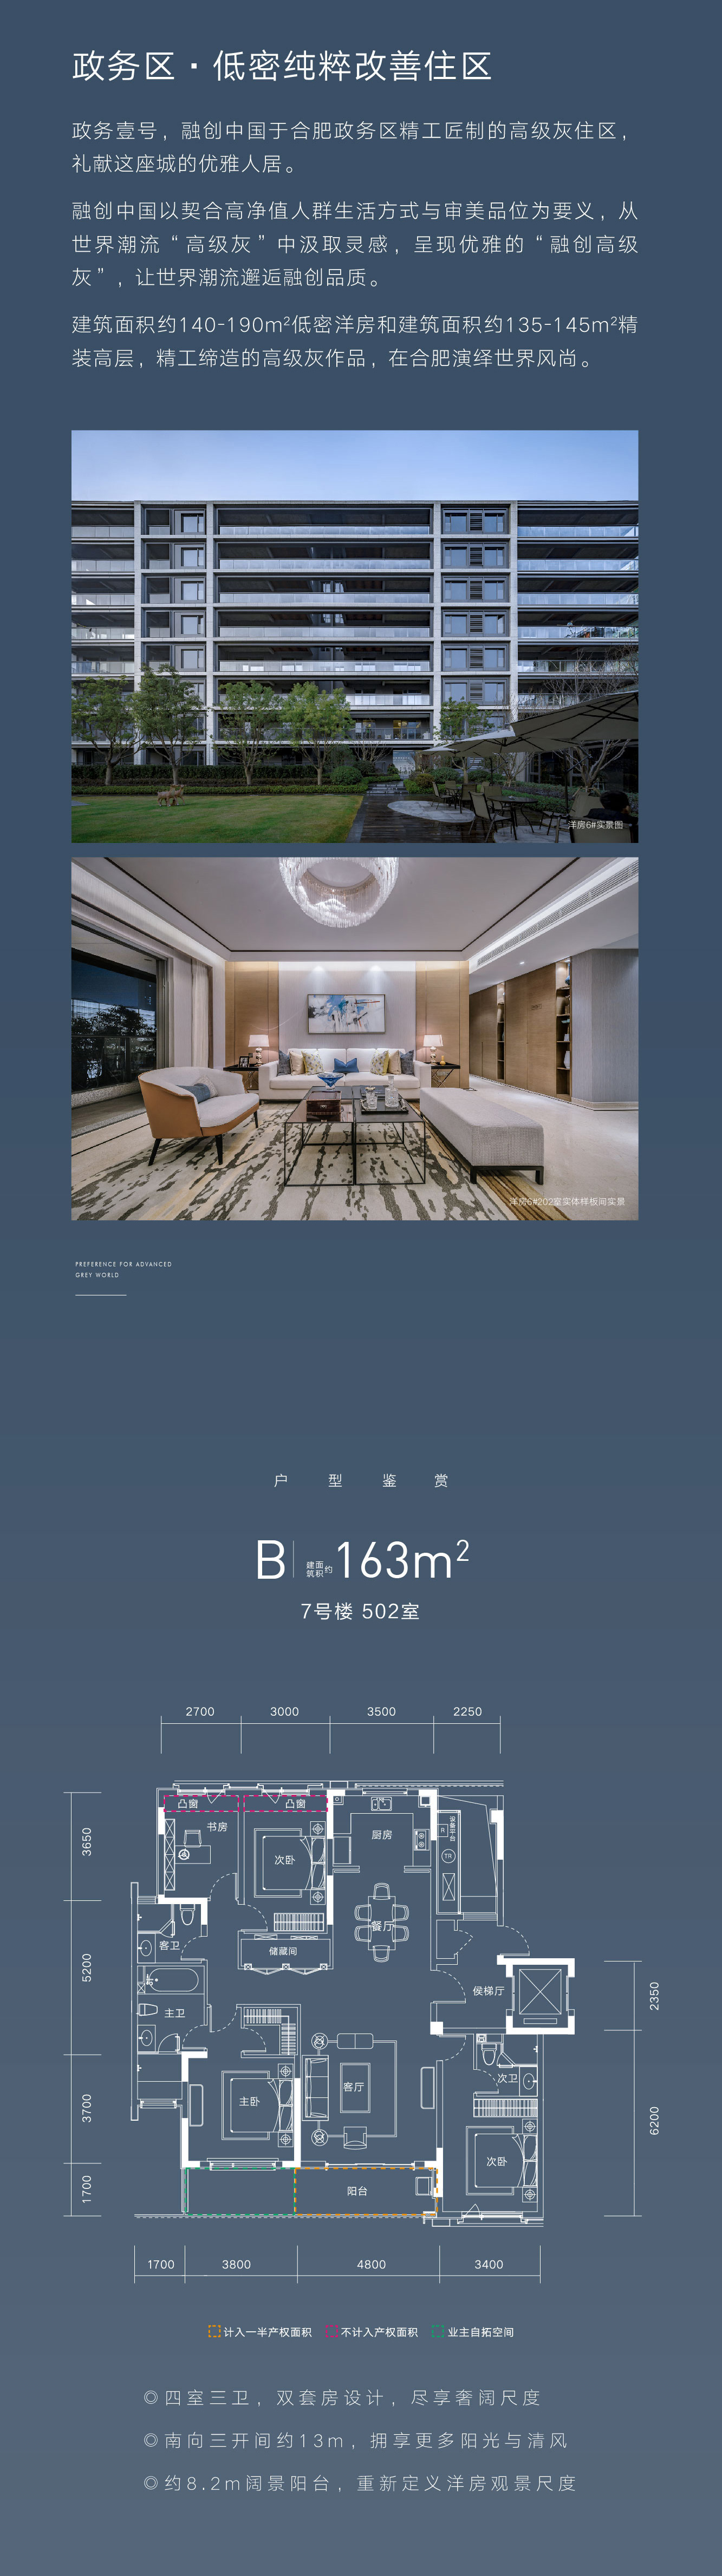 政务区·低密纯粹改善住区
政务壹号，融创中国于合肥政务区精工匠制的高级灰住区，
礼献这座城的优雅人居。
融创中国以契合高净值人群生活方式与审美品位为要义，从
世界潮流“高级灰”中汲取灵感，呈现优雅的“融创高级
灰”，让世界潮流邂逅融创品质。
建筑面积约140-190m²低密洋房和建筑面积约135-145m²精
装高层，精工缔造的高级灰作品，在合肥演绎世界风尚。
洋房6#实景图
洋房6#202室实体样板间实景
PREFERENCE FOR ADVANCED
GREY WORLD
户型鉴赏
B 建筑面积约163m²
7号楼 502室
2700 3000 3500 2250
凸窗 凸窗
书房
厨房
设备平台
R
3650
次卧
TR
餐厅
客卫
储藏间
5200
主卫
侯梯厅
2350
次卫
客厅
主卧
3700
6200
次卧
阳台
1700
1700 3800 4800 3400
计入一半产权面积 不计入产权面积 业主自拓空间
◎四室三卫，双套房设计，尽享奢阔尺度
◎南向三开间约13m，拥享更多阳光与清风
◎约8.2m阔景阳台，重新定义洋房观景尺度